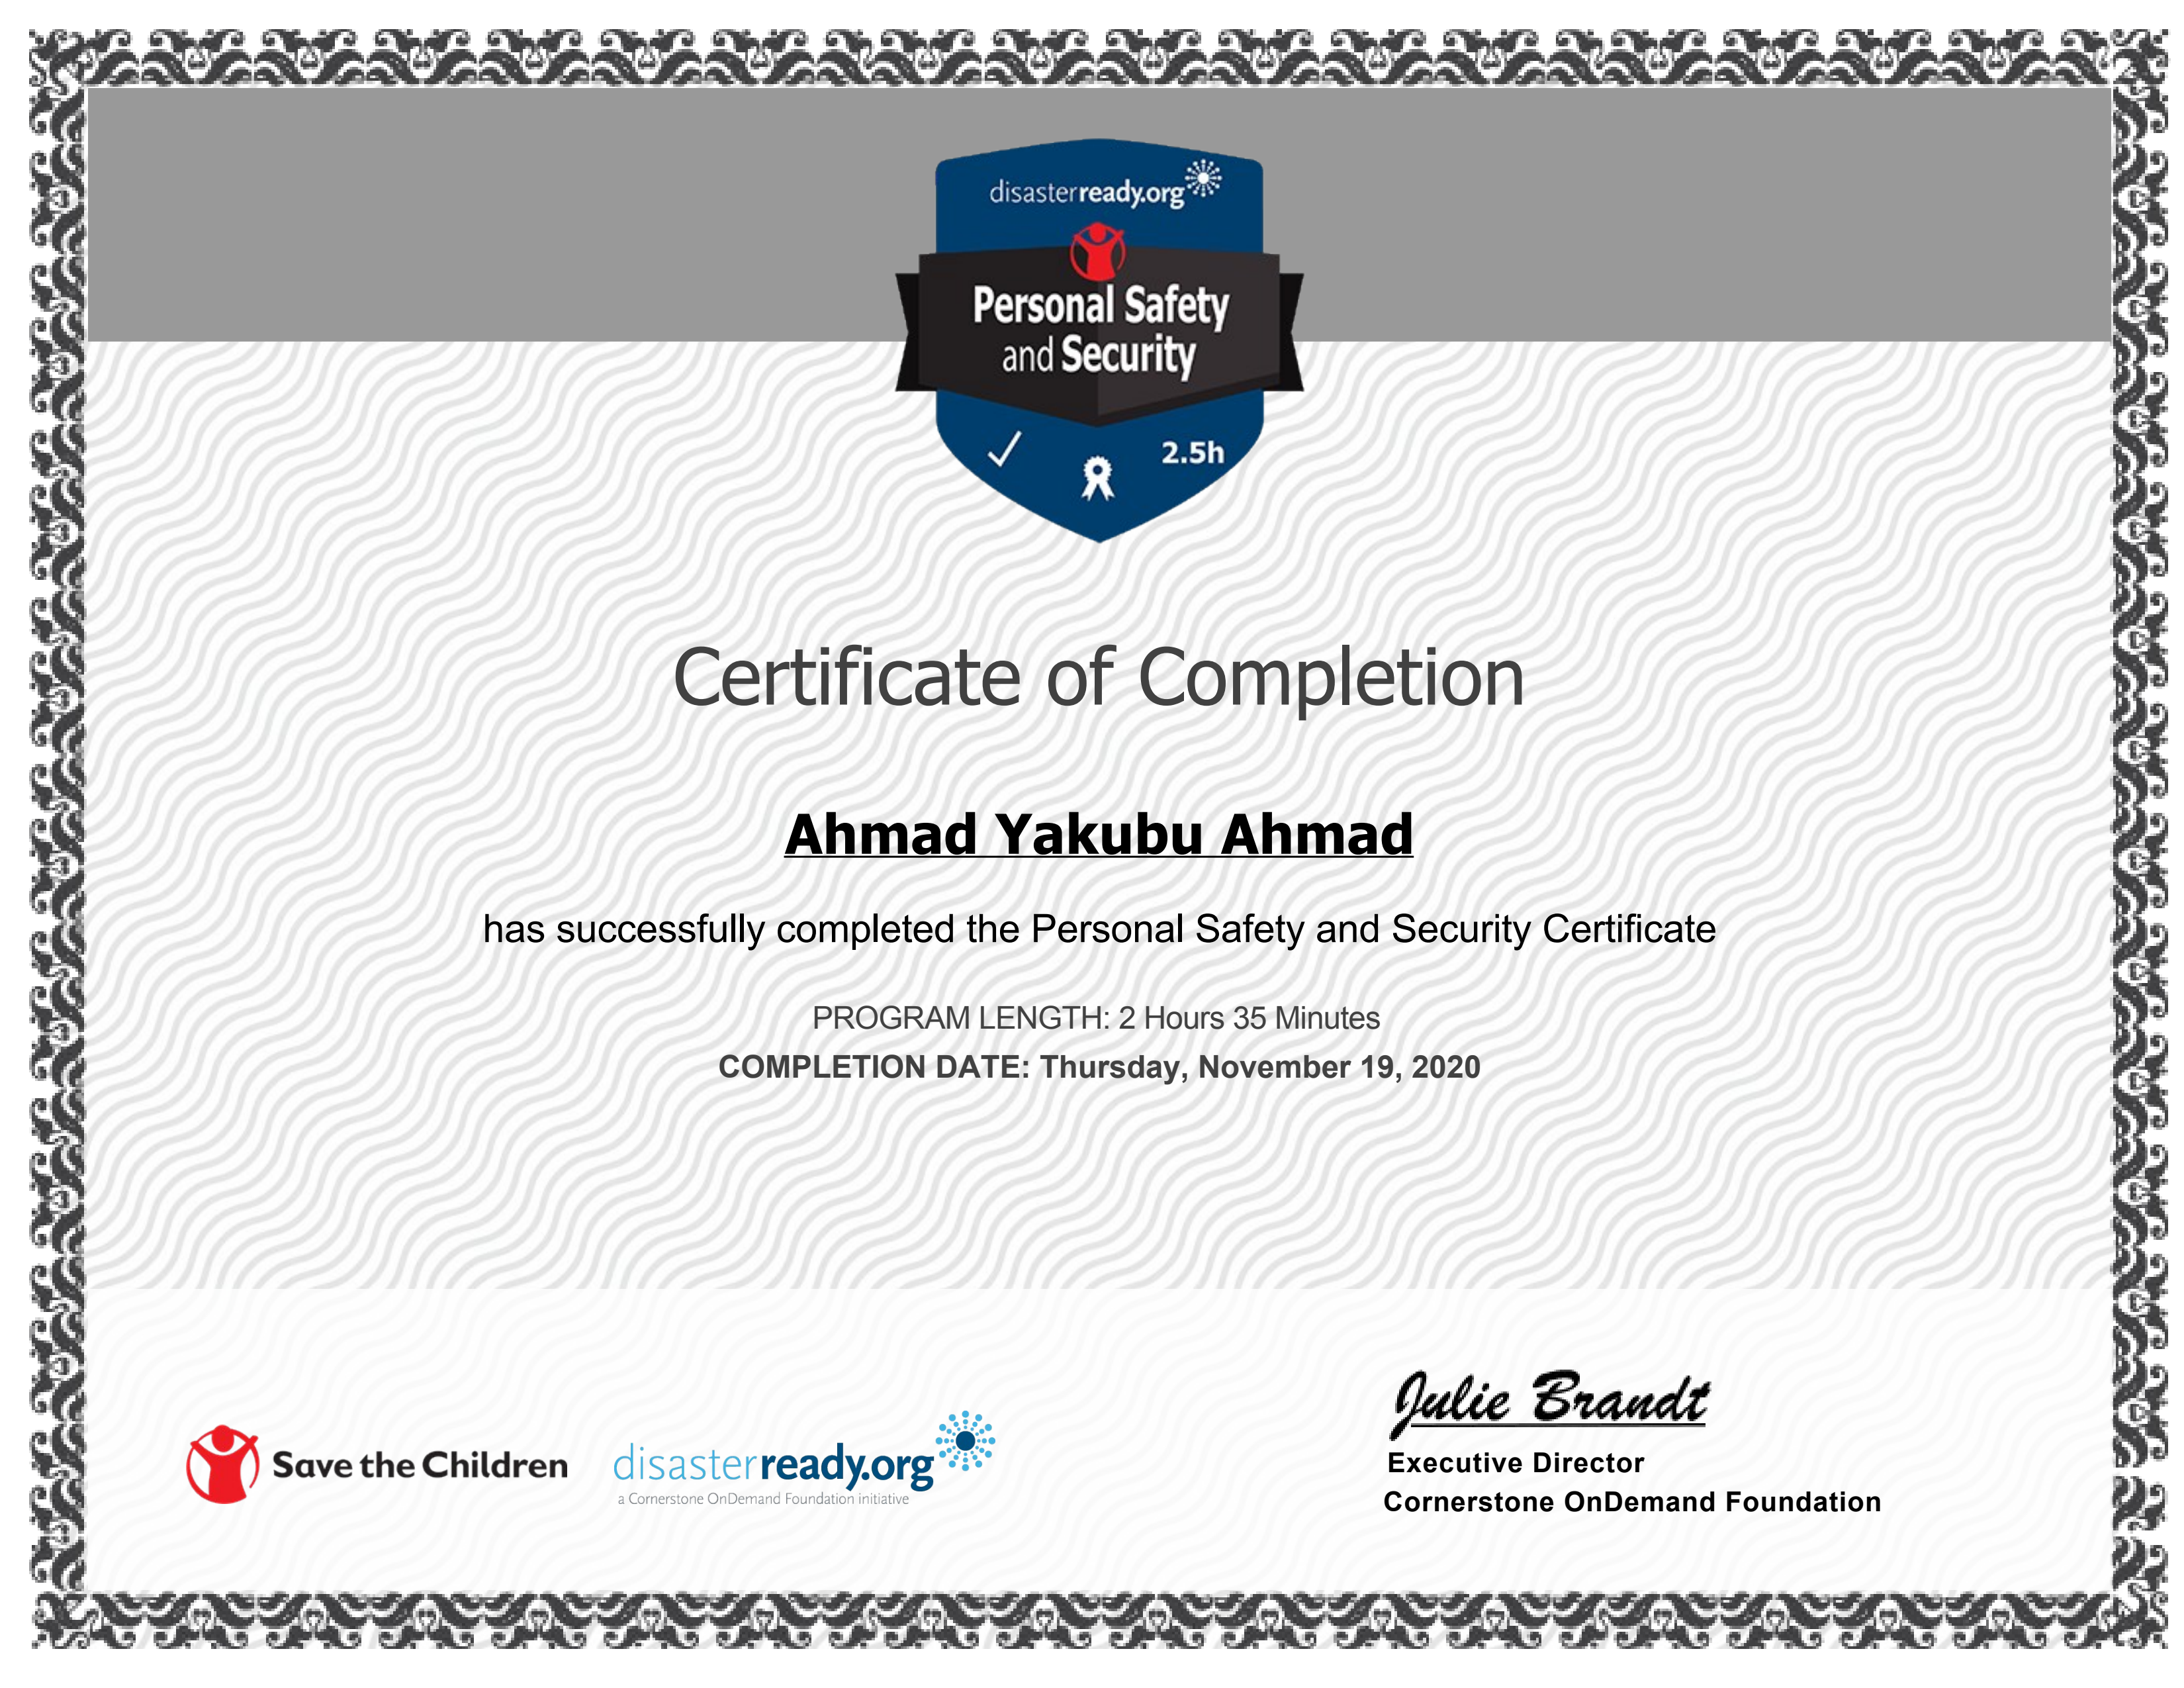 disasterready.org
Personal Safety
and Security
2.5h
Certificate of Completion
Ahmad Yakubu Ahmad
has successfully completed the Personal Safety and Security Certificate
PROGRAM LENGTH: 2 Hours 35 Minutes
COMPLETION DATE: Thursday, November 19, 2020
Save the Children
disasterready.org
a Cornerstone OnDemand Foundation initiative
Julie Brandt
Executive Director
Cornerstone OnDemand Foundation